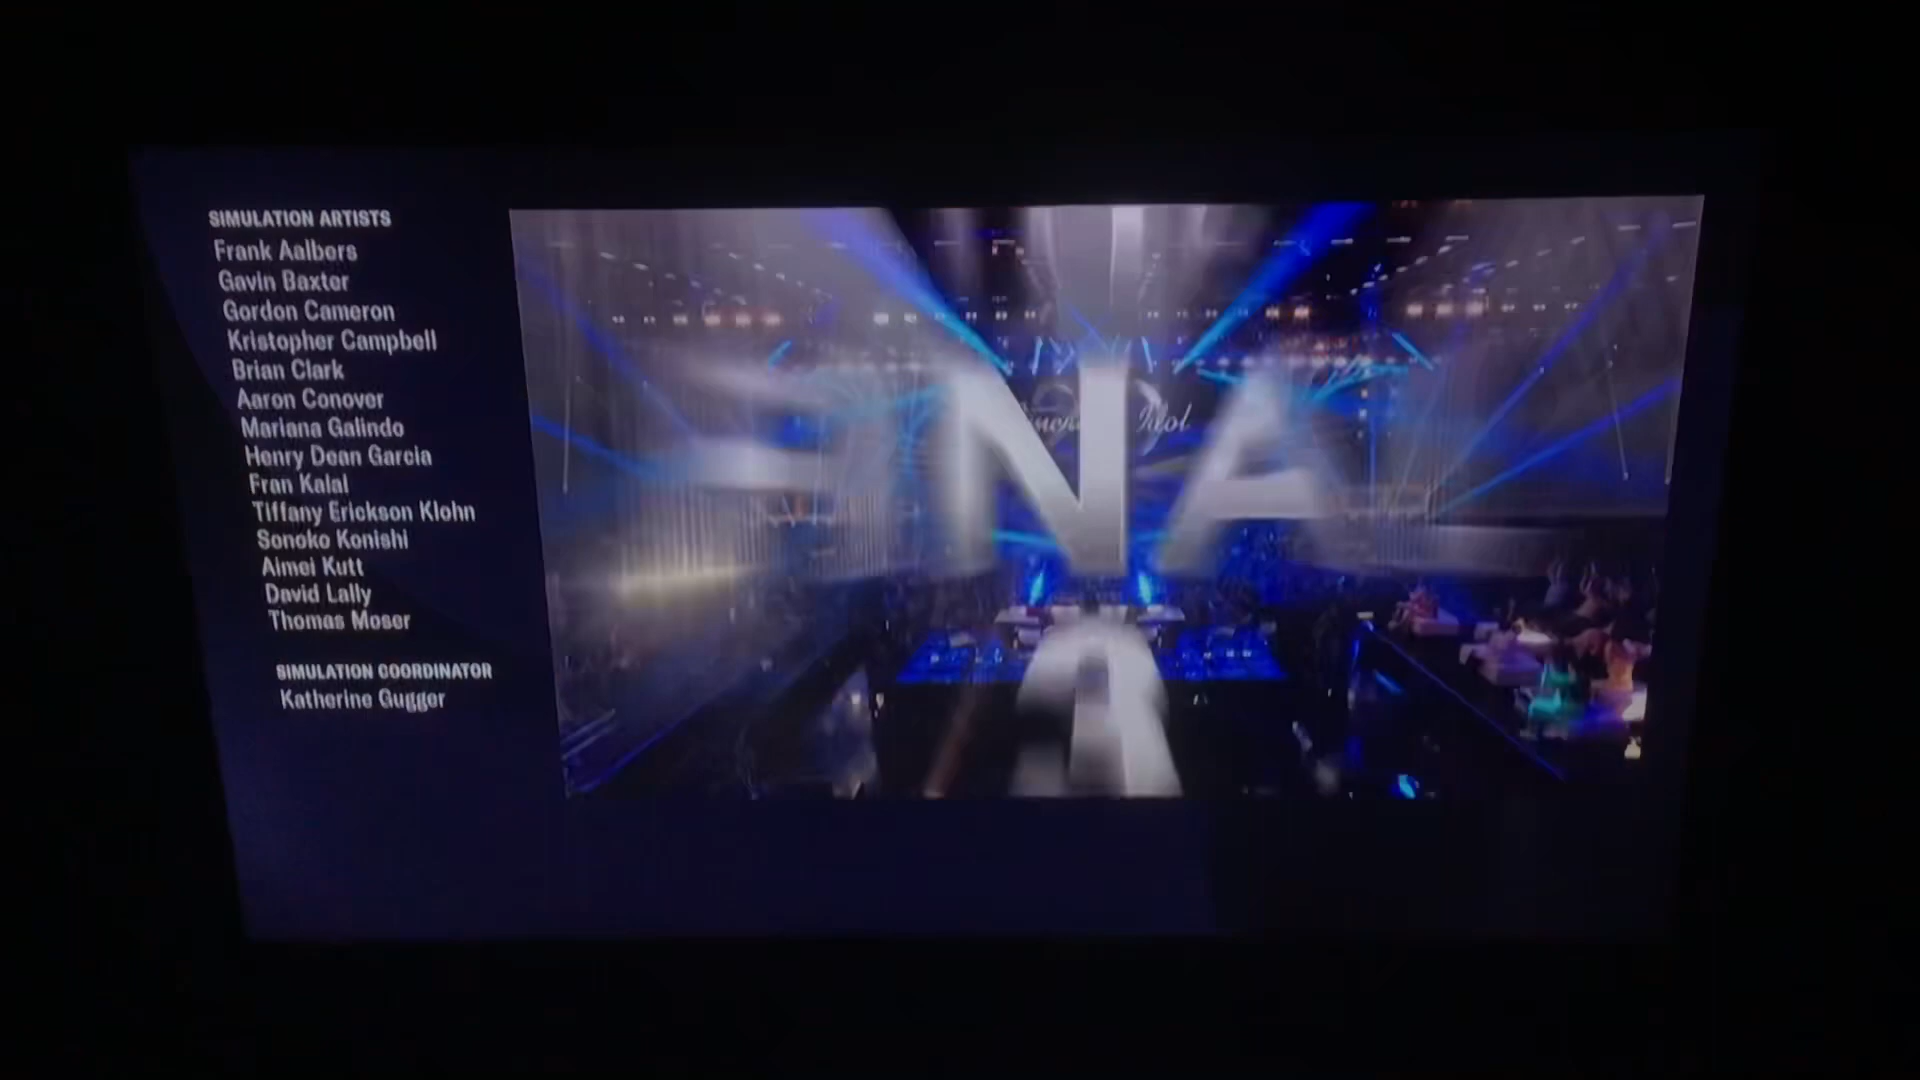 SIMULATION ARTISTS
Frank Aalbers
Gavin Baxter
Gordon Cameron
Kristopher Campbell
Brian Clark
Aaron Conover
Mariana Galindo
Henry Dean Garcia
Fran Kalal
Tiffany Erickson Klohn
Sonoko Konishi
Aimei Kutt
David Lally
Thomas Moser
SIMULATION COORDINATOR
Katherine Gugger
NA
Idol